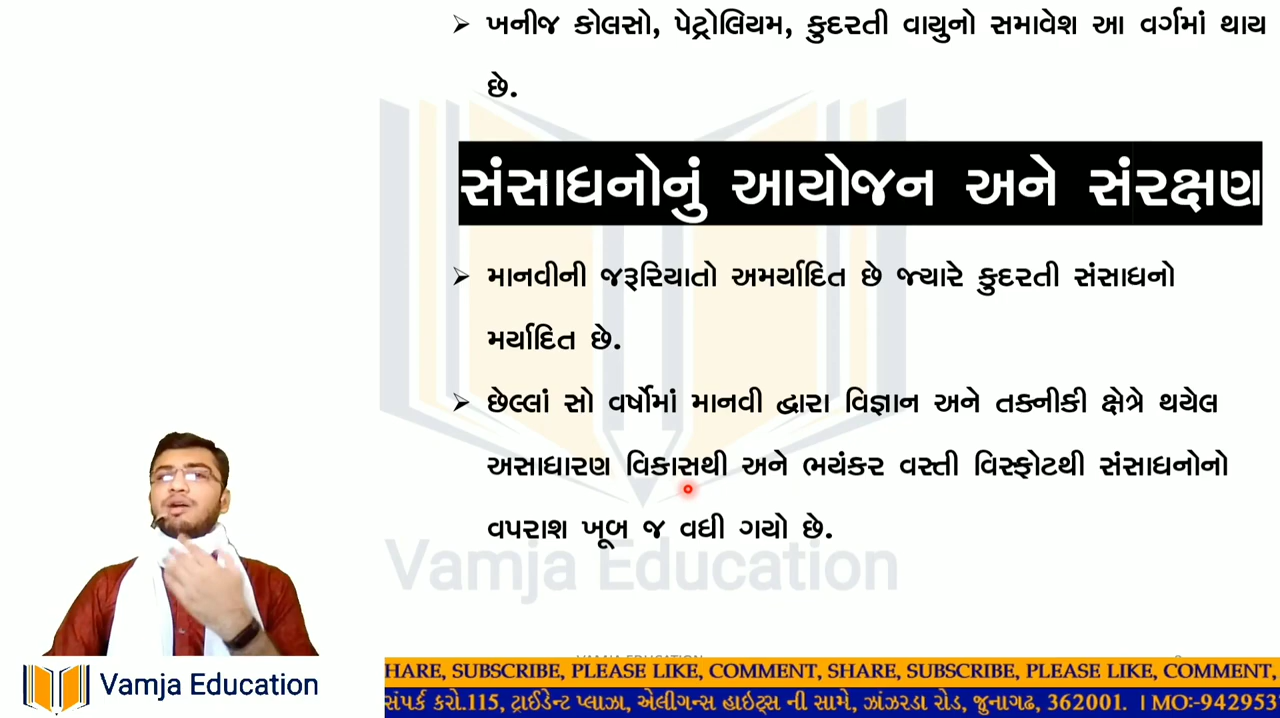 ➢ ખનીજ કોલસો, પેટ્રોલિયમ, કુદરતી વાયુનો સમાવેશ આ વર્ગમાં થાય
છે.
સંસાધનોનું આયોજન અને સંરક્ષણ
➢ માનવીની જરૂરિયાતો અમર્યાદિત છે જ્યારે કુદરતી સંસાધનો
મર્યાદિત છે.
➢ છેલ્લાં સો વર્ષોમાં માનવી દ્વારા વિજ્ઞાન અને તક્નીકી ક્ષેત્રે થયેલ
અસાધારણ વિકાસથી અને ભયંકર વસ્તી વિસ્ફોટથી સંસાધનોનો
વપરાશ ખૂબ જ વધી ગયો છે.
Vamja Education
Vamja Education
HARE, SUBSCRIBE, PLEASE LIKE, COMMENT, SHARE, SUBSCRIBE, PLEASE LIKE, COMMENT,
સંપર્ક કરો.115, ટ્રાઈડેન્ટ પ્લાઝા, એલીગન્સ હાઇટ્સ ની સામે, ઝાંઝરડા રોડ, જુનાગઢ, 362001. | MO:-942953